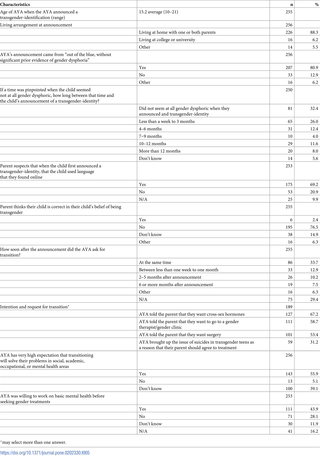 Characteristics n %
Age of AYA when the AYA announced a 15.2 average (10–21) 255
transgender-identity (range)
Living arrangement at announcement 256
Living at home with one or both parents 226 88.3
Living at college or university 16 6.2
Other 14 5.5
AYA's announcement came from "out of the blue, without 256
significant prior evidence of gender dysphoria"
Yes 207 80.9
No 33 12.9
Other 16 6.2
If a time was pinpointed when the child seemed 250
not at all gender dysphoric, how long between that time and
the child's announcement of a transgender-identity?
Did not seem at all gender dysphoric when they 81 32.4
announced and transgender-identity
Less than a week to 3 months 65 26.0
4–6 months 31 12.4
7–9 months 10 4.0
10–12 months 29 11.6
More than 12 months 20 8.0
Don't know 14 5.6
Parent suspects that when the child first announced a 253
transgender-identity, that the child used language
that they found online
Yes 175 69.2
No 53 20.9
N/A 25 9.9
Parent thinks their child is correct in their child's belief of being 255
transgender
Yes 6 2.4
No 195 76.5
Don't know 38 14.9
Other 16 6.3
How soon after the announcement did the AYA ask for 255
transition?
At the same time 86 33.7
Between less than one week to one month 33 12.9
2–5 months after announcement 26 10.2
6 or more months after announcement 19 7.5
Other 16 6.3
N/A 75 29.4
Intention and request for transition* 189
AYA told the parent that they want cross-sex hormones 127 67.2
AYA told the parent that they want to go to a gender 111 58.7
therapist/gender clinic
AYA told the parent that they want surgery 101 53.4
AYA brought up the issue of suicides in transgender teens as 59 31.2
a reason that their parent should agree to treatment
AYA has very high expectation that transitioning 256
will solve their problems in social, academic,
occupational, or mental health areas
Yes 143 55.9
No 13 5.1
Don't know 100 39.1
AYA was willing to work on basic mental health before 253
seeking gender treatments
Yes 111 43.9
No 71 28.1
Don't know 30 11.9
N/A 41 16.2
*may select more than one answer.